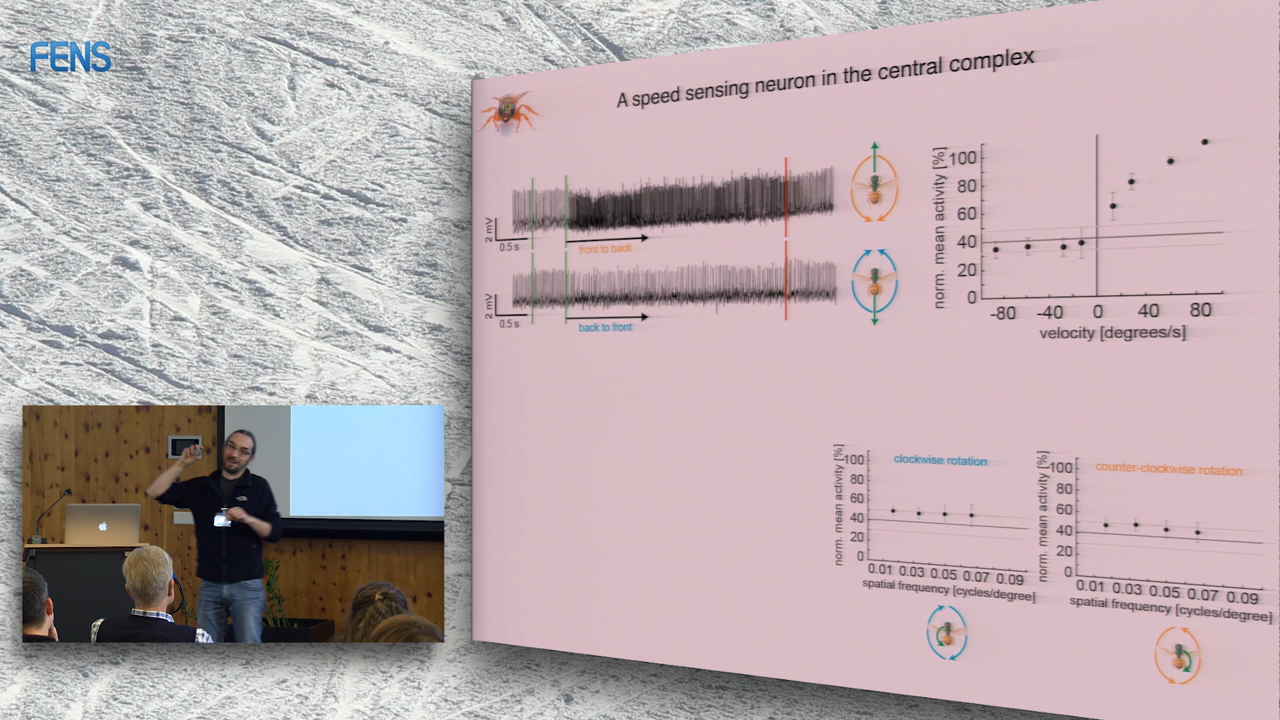 FENS
A speed sensing neuron in the central complex
2 mV
0.5 s
front to back
2 mV
0.5 s
back to front
norm. mean activity [%]
100
80
60
40
20
0
-80 -40 0 40 80
velocity [degrees/s]
norm. mean activity [%]
100
80
60
40
20
0
clockwise rotation
0.01 0.03 0.05 0.07 0.09
spatial frequency [cycles/degree]
norm. mean activity [%]
100
80
60
40
20
0
counter-clockwise rotation
0.01 0.03 0.05 0.07 0.09
spatial frequency [cycles/degree]